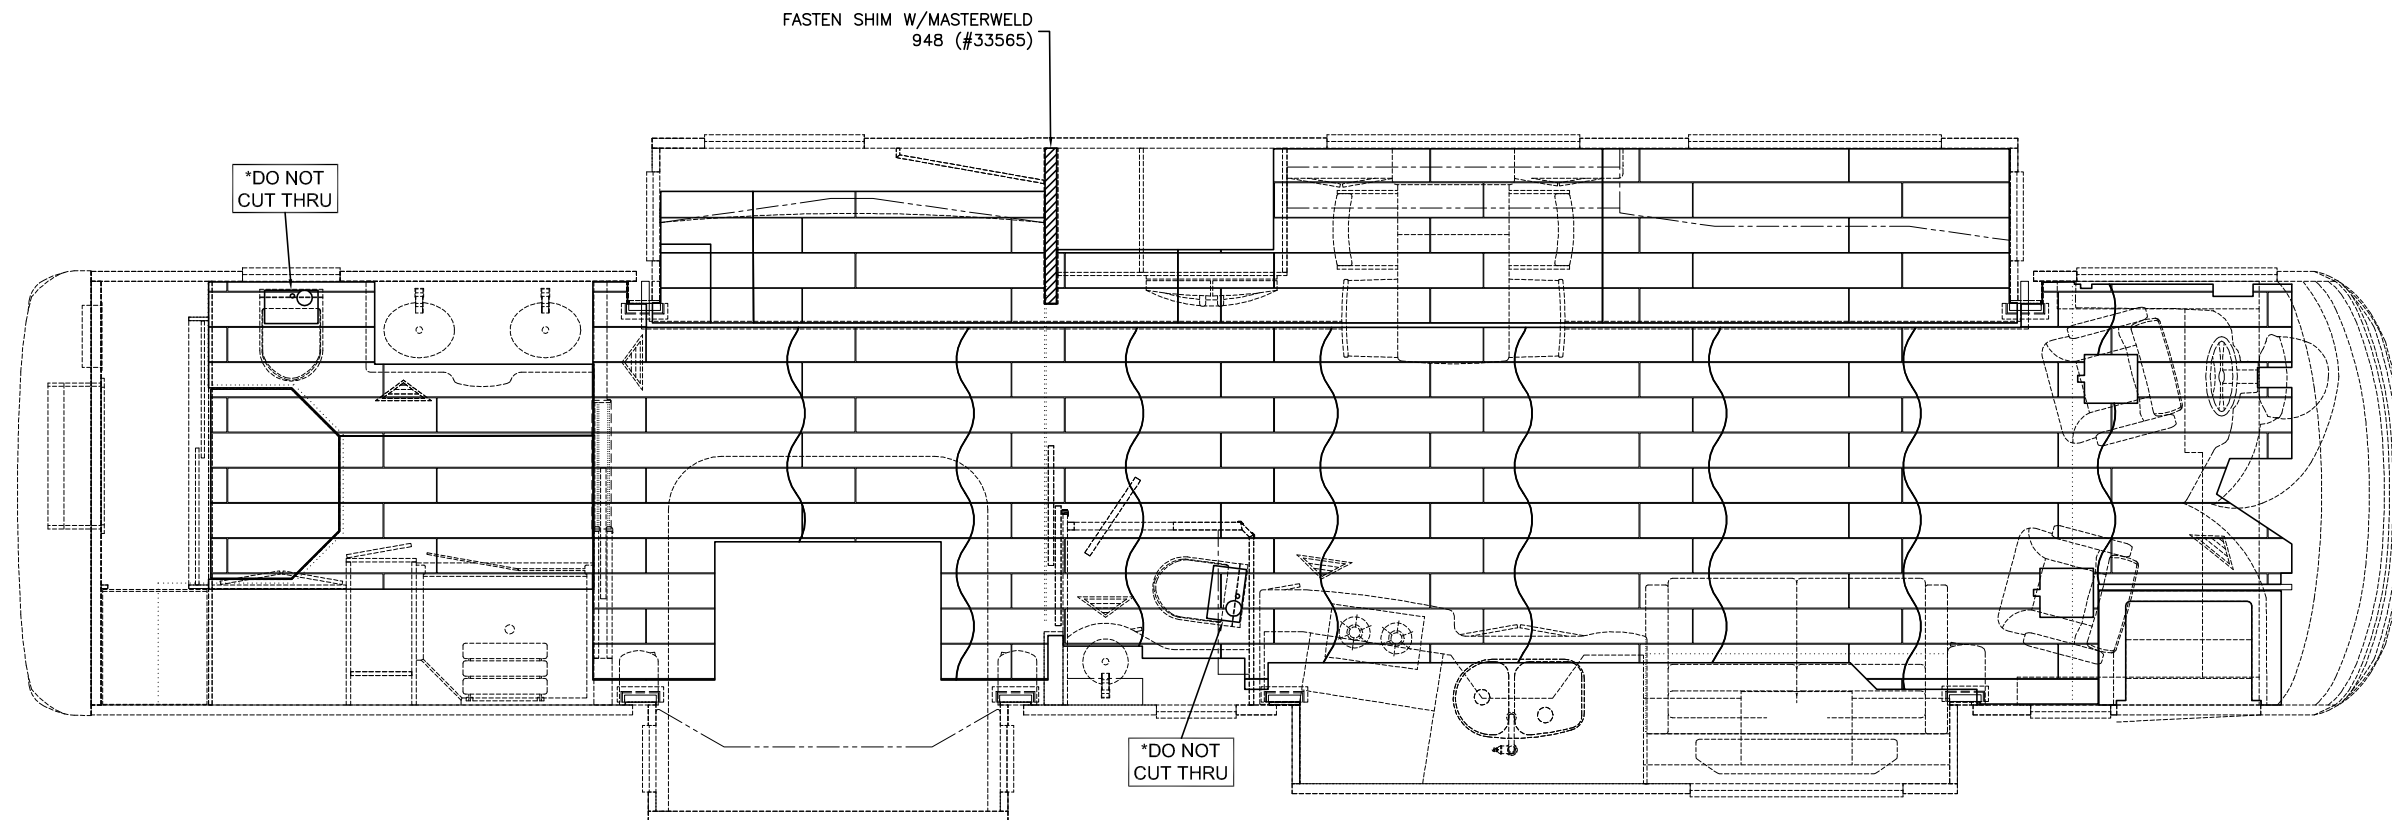 FASTEN SHIM W/MASTERWELD
948 (#33565)
*DO NOT
CUT THRU
*DO NOT
CUT THRU